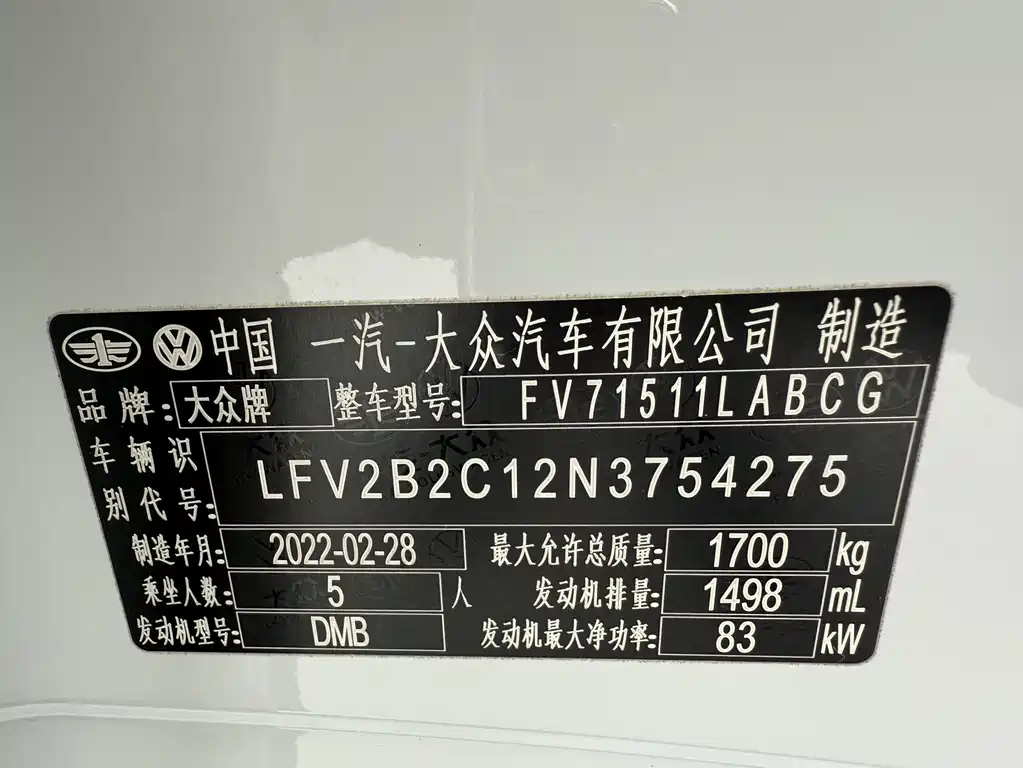 中国 一汽-大众汽车有限公司 制造
品牌: 大众牌 整车型号: FV71511LABCG
车辆识
别代号: LFV2B2C12N3754275
制造年月: 2022-02-28 最大允许总质量: 1700 kg
乘坐人数: 5 人 发动机排量: 1498 mL
发动机型号: DMB 发动机最大净功率: 83 kW